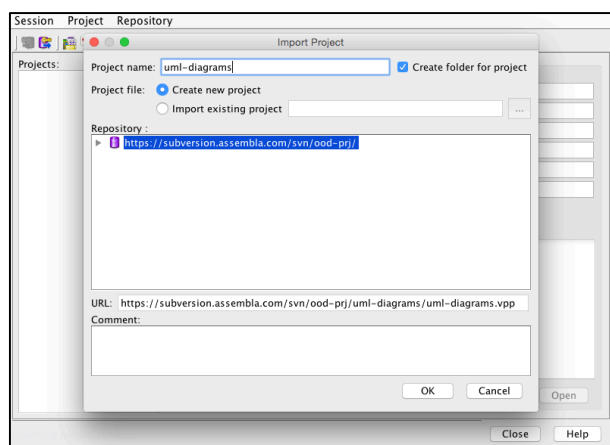 Session Project Repository
Import Project
Projects:
Project name: uml-diagrams
Create folder for project
Project file: Create new project
Import existing project
...
Repository :
https://subversion.assembla.com/svn/ood-prj/
URL: https://subversion.assembla.com/svn/ood-prj/uml-diagrams/uml-diagrams.vpp
Comment:
OK Cancel
Open
Close Help